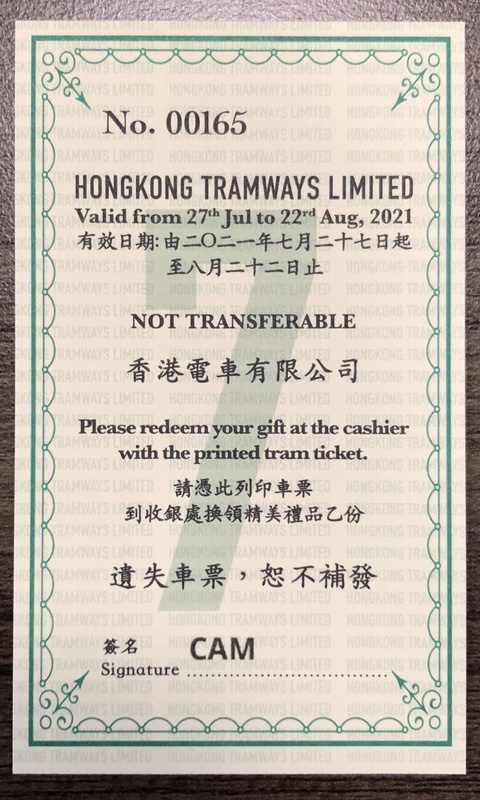 No. 00165
HONGKONG TRAMWAYS LIMITED
Valid from 27th Jul to 22rd Aug, 2021
有效日期:由二〇二一年七月二十七日起
至八月二十二日止
7
NOT TRANSFERABLE
香港電車有限公司
Please redeem your gift at the cashier
with the printed tram ticket.
請憑此列印車票
到收銀處換領精美禮品乙份
遺失車票，恕不補發
簽名
CAM
Signature